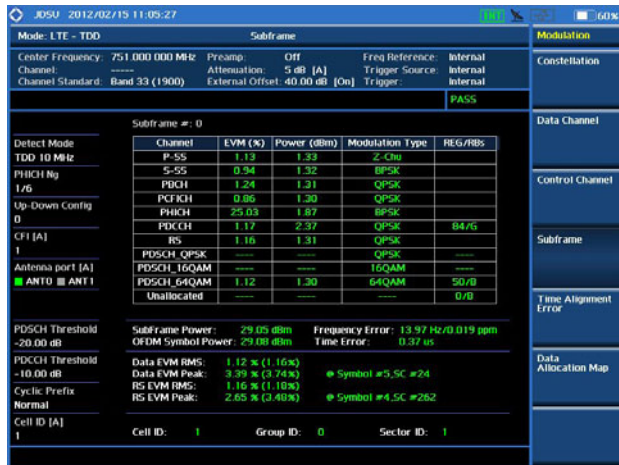 JDSU 2012/02/15 11:05:27 60%
Mode: LTE - TDD Subframe Modulation
Center Frequency: 751.000 000 MHz Preamp: Off Freq Reference: Internal
Channel: ----- Attenuation: 5 dB [A] Trigger Source: Internal
Channel Standard: Band 33 (1900) External Offset: 40.00 dB [On] Trigger: Internal
Constellation
PASS
Subframe #: 0
Data Channel
Channel EVM (%) Power (dBm) Modulation Type REG/RBs
P-SS 1.13 1.33 Z-Chu
S-SS 0.94 1.32 BPSK
PBCH 1.24 1.31 QPSK
PCFICH 0.86 1.30 QPSK
PHICH 25.03 1.87 BPSK
PDCCH 1.17 2.37 QPSK 84/6
RS 1.16 1.31 QPSK
PDSCH_QPSK ---- ---- QPSK ----
PDSCH_16QAM ---- ---- 16QAM ----
PDSCH_64QAM 1.12 1.30 64QAM 50/0
Unallocated ---- ---- ---- 0/0
Detect Mode
TDD 10 MHz
PHICH Ng
1/6
Up-Down Config
0
CFI [A]
1
Antenna port [A]
ANT0 ANT1
PDSCH Threshold
-20.00 dB
PDCCH Threshold
-10.00 dB
Cyclic Prefix
Normal
Cell ID [A]
1
Control Channel
Subframe
Time Alignment
Error
Data
Allocation Map
SubFrame Power: 29.05 dBm Frequency Error: 13.97 Hz/0.019 ppm
OFDM Symbol Power: 29.08 dBm Time Error: 0.37 us
Data EVM RMS: 1.12 % (1.16%)
Data EVM Peak: 3.39 % (3.74%) @ Symbol #5,SC #24
RS EVM RMS: 1.16 % (1.18%)
RS EVM Peak: 2.65 % (3.48%) @ Symbol #4,SC #262
Cell ID: 1 Group ID: 0 Sector ID: 1